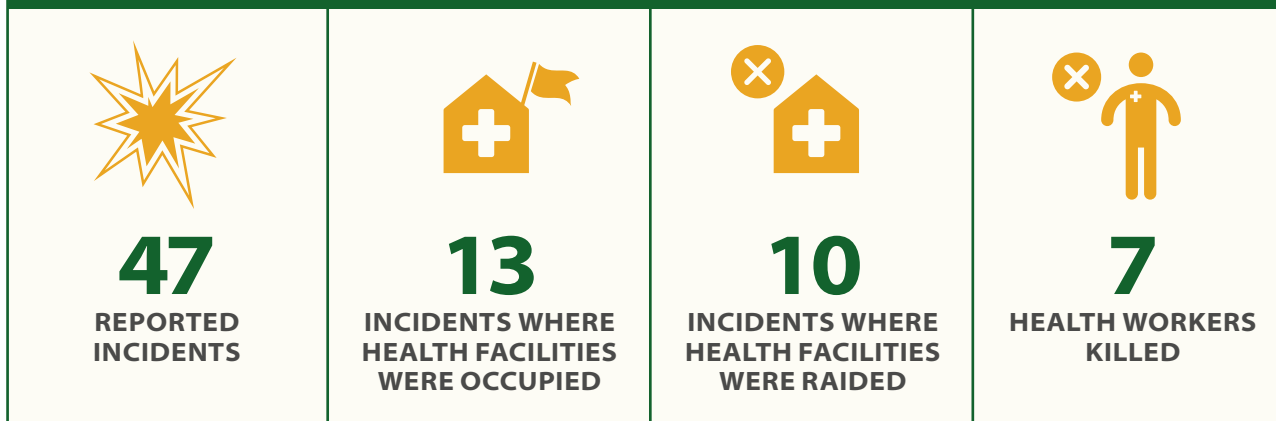 47
REPORTED
INCIDENTS
13
INCIDENTS WHERE
HEALTH FACILITIES
WERE OCCUPIED
10
INCIDENTS WHERE
HEALTH FACILITIES
WERE RAIDED
7
HEALTH WORKERS
KILLED